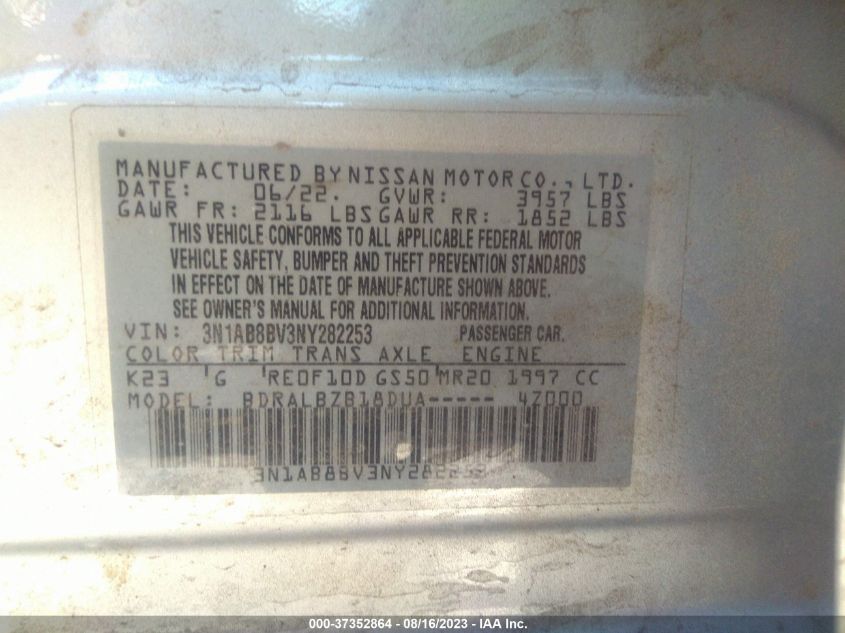 MANUFACTURED BY NISSAN MOTOR CO., LTD.
DATE: 06/22. GVWR: 3957 LBS
GAWR FR: 2116 LBS GAWR RR: 1852 LBS
THIS VEHICLE CONFORMS TO ALL APPLICABLE FEDERAL MOTOR
VEHICLE SAFETY, BUMPER AND THEFT PREVENTION STANDARDS
IN EFFECT ON THE DATE OF MANUFACTURE SHOWN ABOVE.
SEE OWNER'S MANUAL FOR ADDITIONAL INFORMATION.
VIN: 3N1AB8BV3NY282253 PASSENGER CAR.
COLOR TRIM TRANS AXLE ENGINE
K23 G RE0F10D GS50 MR20 1997 CC
MODEL: BDRALBZB18DUA----- 4Z000
3N1AB8BV3NY282253
000-37352864 - 08/16/2023 - IAA Inc.